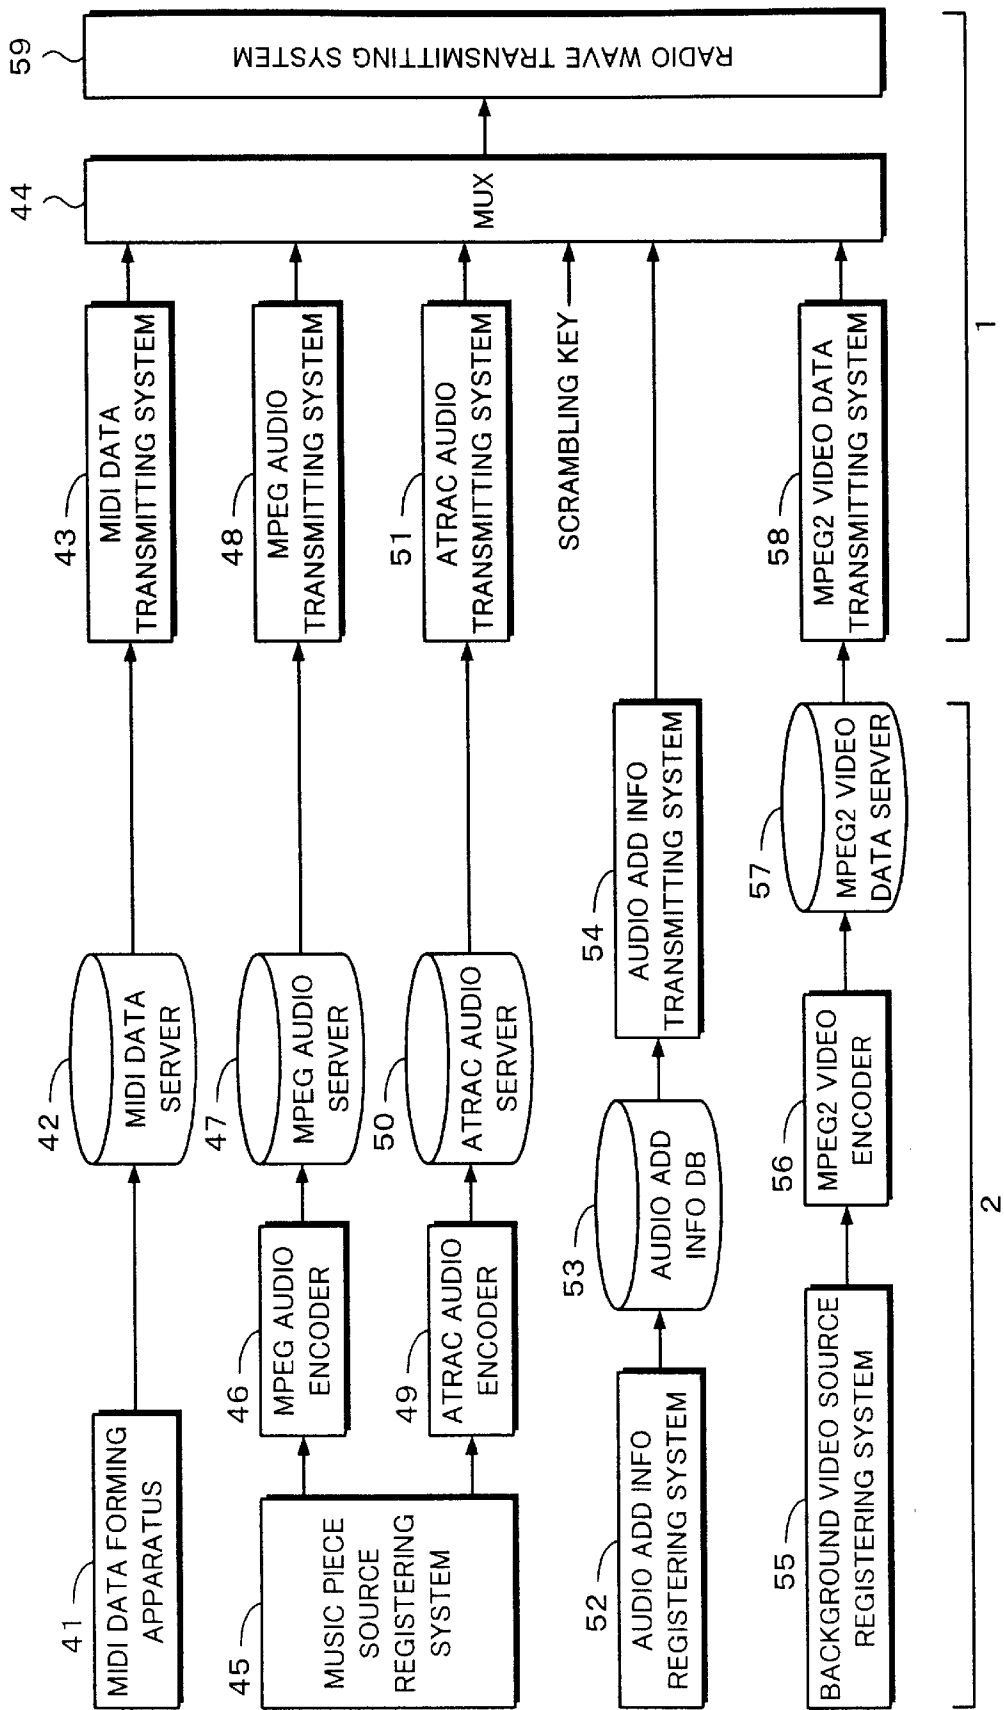 41
MIDI DATA FORMING
APPARATUS
42
MIDI DATA
SERVER
43
MIDI DATA
TRANSMITTING SYSTEM
44
MUX
59
RADIO WAVE TRANSMITTING SYSTEM
45
MUSIC PIECE
SOURCE
REGISTERING
SYSTEM
46
MPEG AUDIO
ENCODER
47
MPEG AUDIO
SERVER
48
MPEG AUDIO
TRANSMITTING SYSTEM
49
ATRAC AUDIO
ENCODER
50
ATRAC AUDIO
SERVER
51
ATRAC AUDIO
TRANSMITTING SYSTEM
SCRAMBLING KEY
52
AUDIO ADD INFO
REGISTERING SYSTEM
53
AUDIO ADD
INFO DB
54
AUDIO ADD INFO
TRANSMITTING SYSTEM
55
BACKGROUND VIDEO SOURCE
REGISTERING SYSTEM
56
MPEG2 VIDEO
ENCODER
57
MPEG2 VIDEO
DATA SERVER
58
MPEG2 VIDEO DATA
TRANSMITTING SYSTEM
2
1